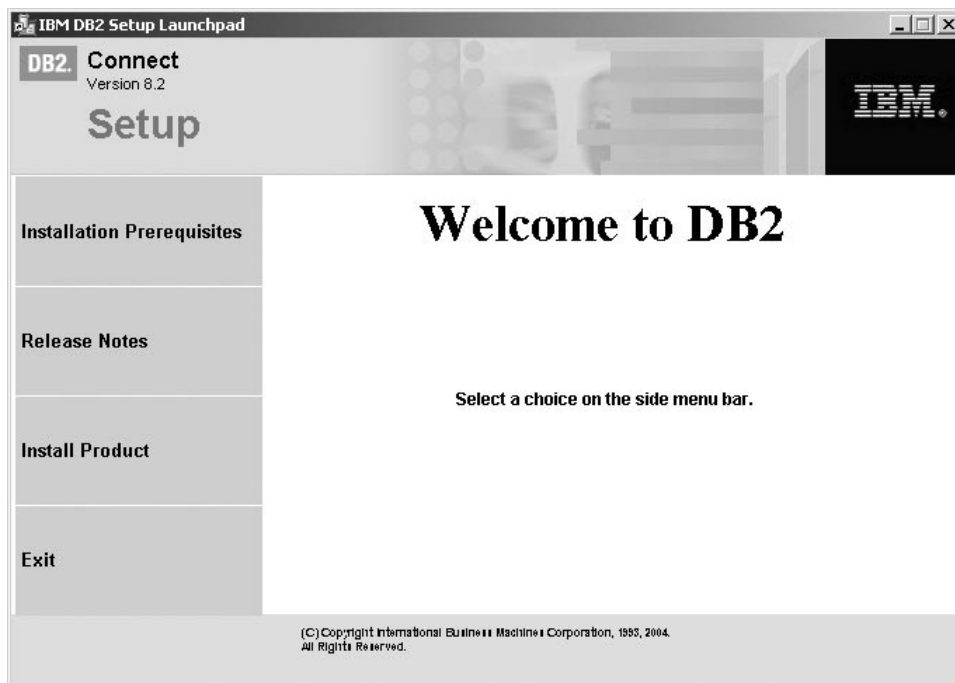 IBM DB2 Setup Launchpad
DB2. Connect
Version 8.2
Setup
IBM.
Installation Prerequisites
Welcome to DB2
Release Notes
Select a choice on the side menu bar.
Install Product
Exit
(C) Copyright International Business Machines Corporation, 1993, 2004.
All Rights Reserved.